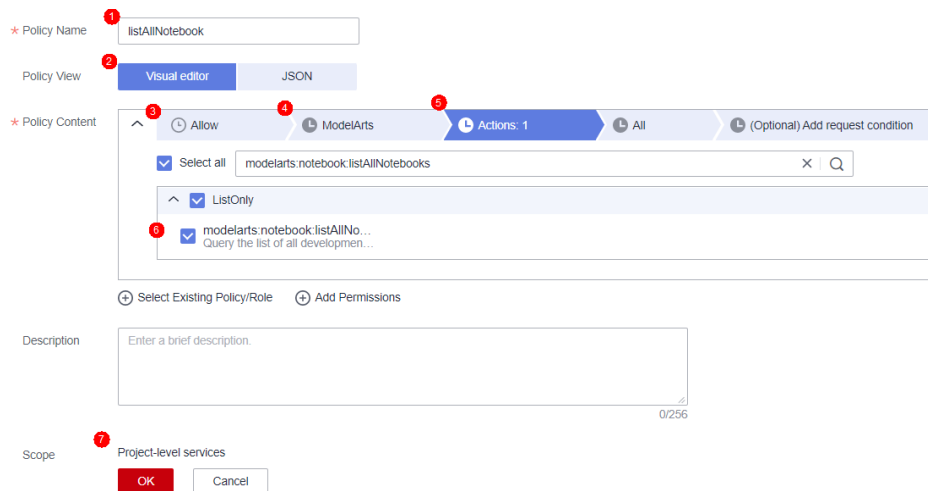 1
* Policy Name listAllNotebook
2
Policy View Visual editor JSON
3 4 5
* Policy Content Allow ModelArts Actions: 1 All (Optional) Add request condition
Select all modelarts:notebook:listAllNotebooks
ListOnly
6 modelarts:notebook:listAllNo...
Query the list of all developmen...
Select Existing Policy/Role Add Permissions
Description Enter a brief description.
0/256
7
Scope Project-level services
OK Cancel